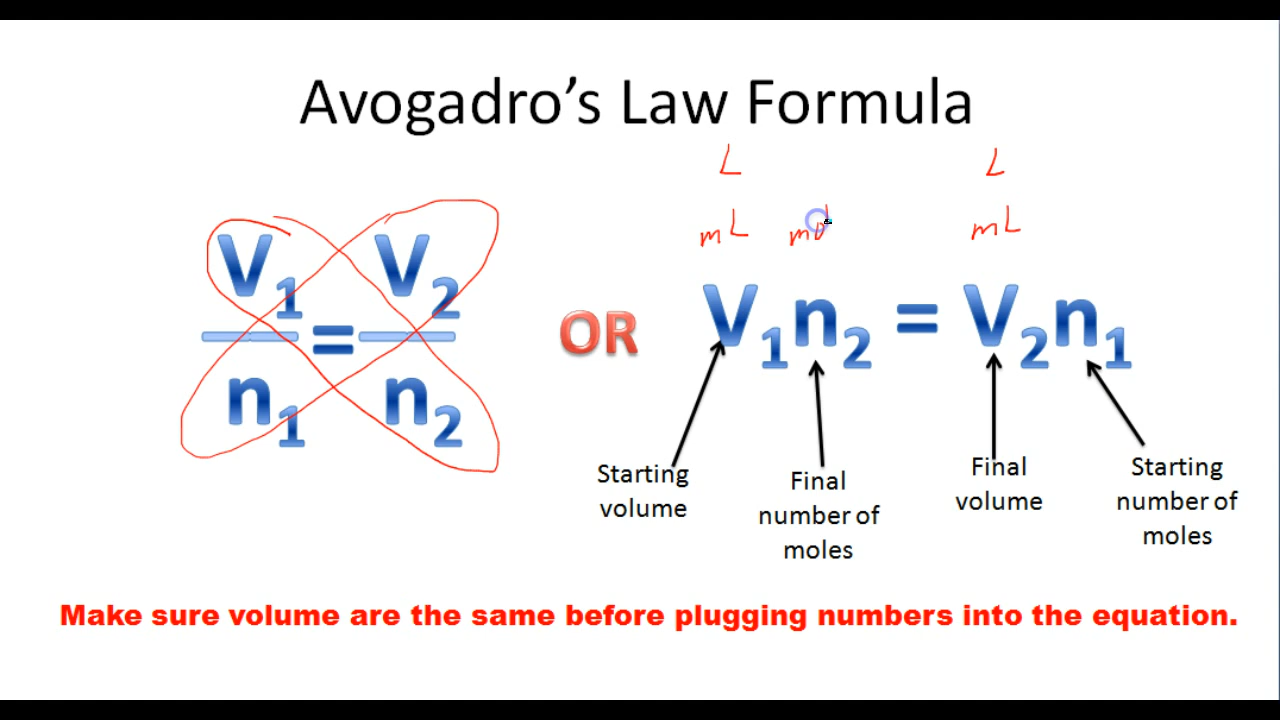 Avogadro's Law Formula
L L
mL mol mL
V₁ V₂
=
n₁ n₂
OR
V₁n₂ = V₂n₁
Starting
volume
Final
number of
moles
Final
volume
Starting
number of
moles
Make sure volume are the same before plugging numbers into the equation.